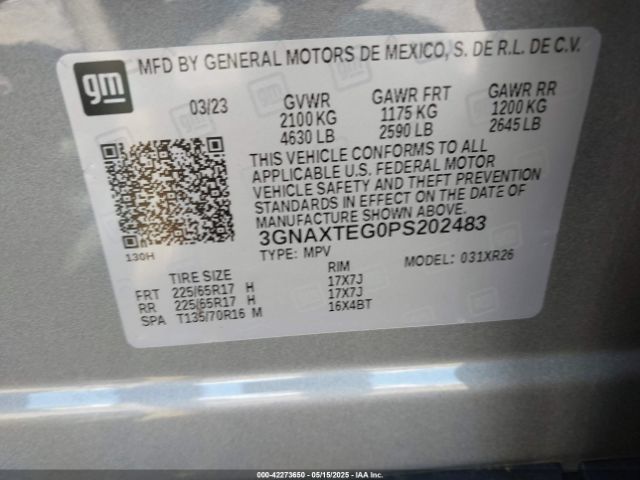 gm
MFD BY GENERAL MOTORS DE MEXICO, S. DE R.L. DE C.V.
03/23 GVWR GAWR FRT GAWR RR
2100 KG 1175 KG 1200 KG
4630 LB 2590 LB 2645 LB
THIS VEHICLE CONFORMS TO ALL
APPLICABLE U.S. FEDERAL MOTOR
VEHICLE SAFETY AND THEFT PREVENTION
STANDARDS IN EFFECT ON THE DATE OF
MANUFACTURE SHOWN ABOVE.
3GNAXTEG0PS202483
130H TYPE: MPV MODEL: 031XR26
TIRE SIZE RIM
FRT 225/65R17 H 17X7J
RR 225/65R17 H 17X7J
SPA T135/70R16 M 16X4BT
000-42273650 - 05/15/2025 - IAA Inc.